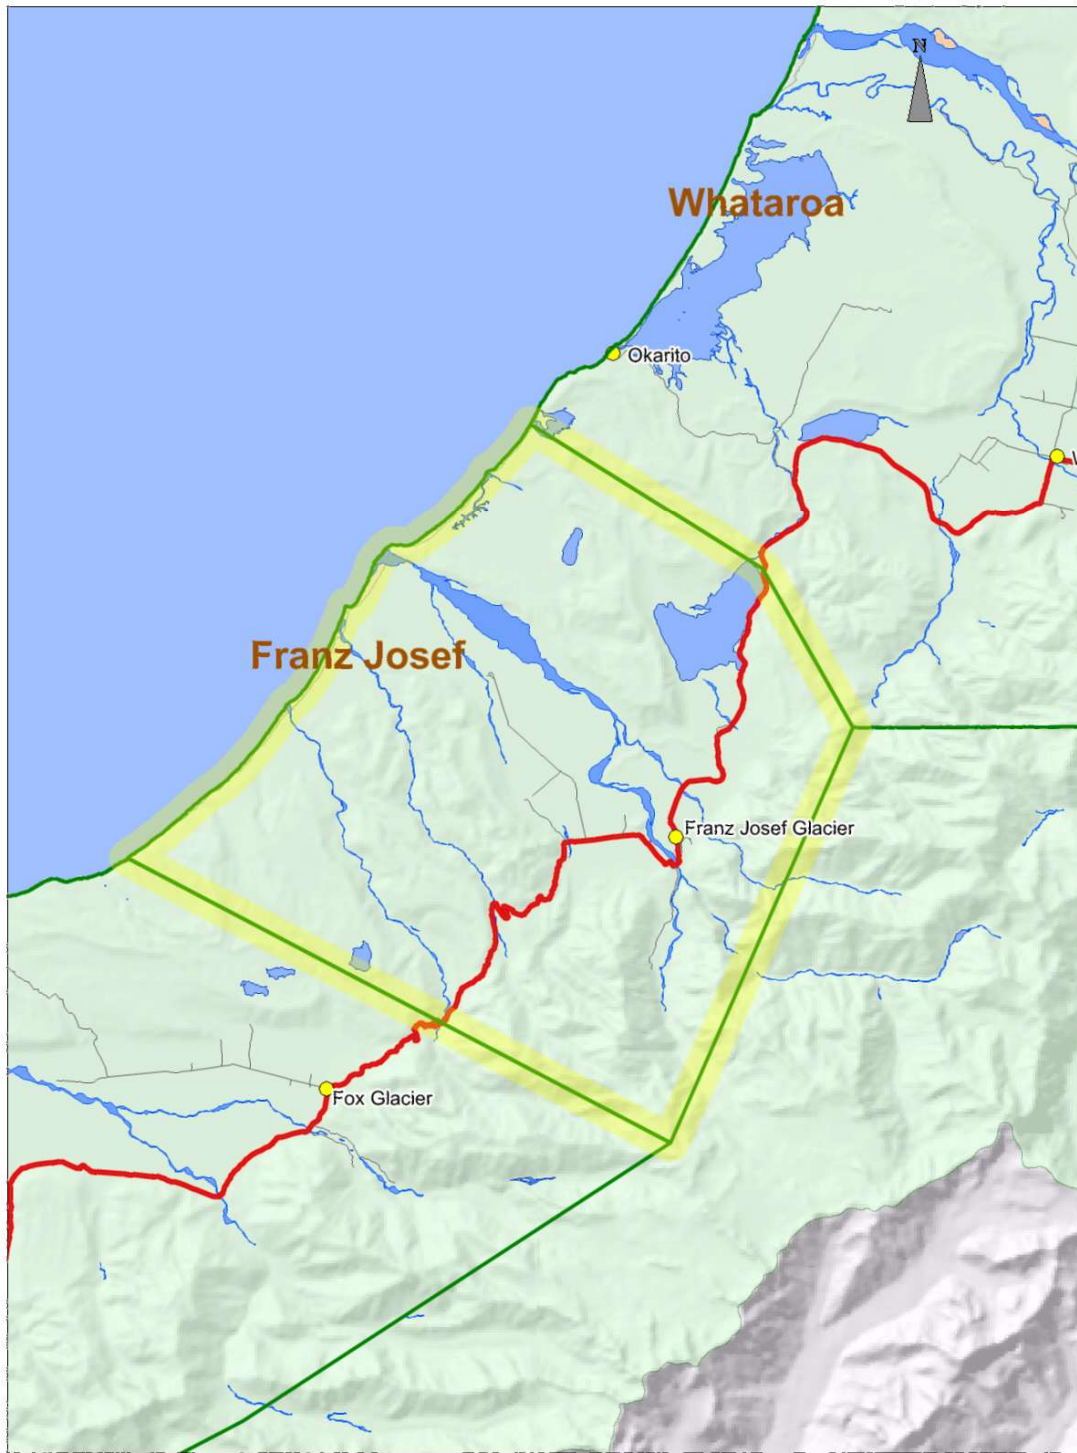 N
Whataroa
Okarito
W
Franz Josef
Franz Josef Glacier
Fox Glacier